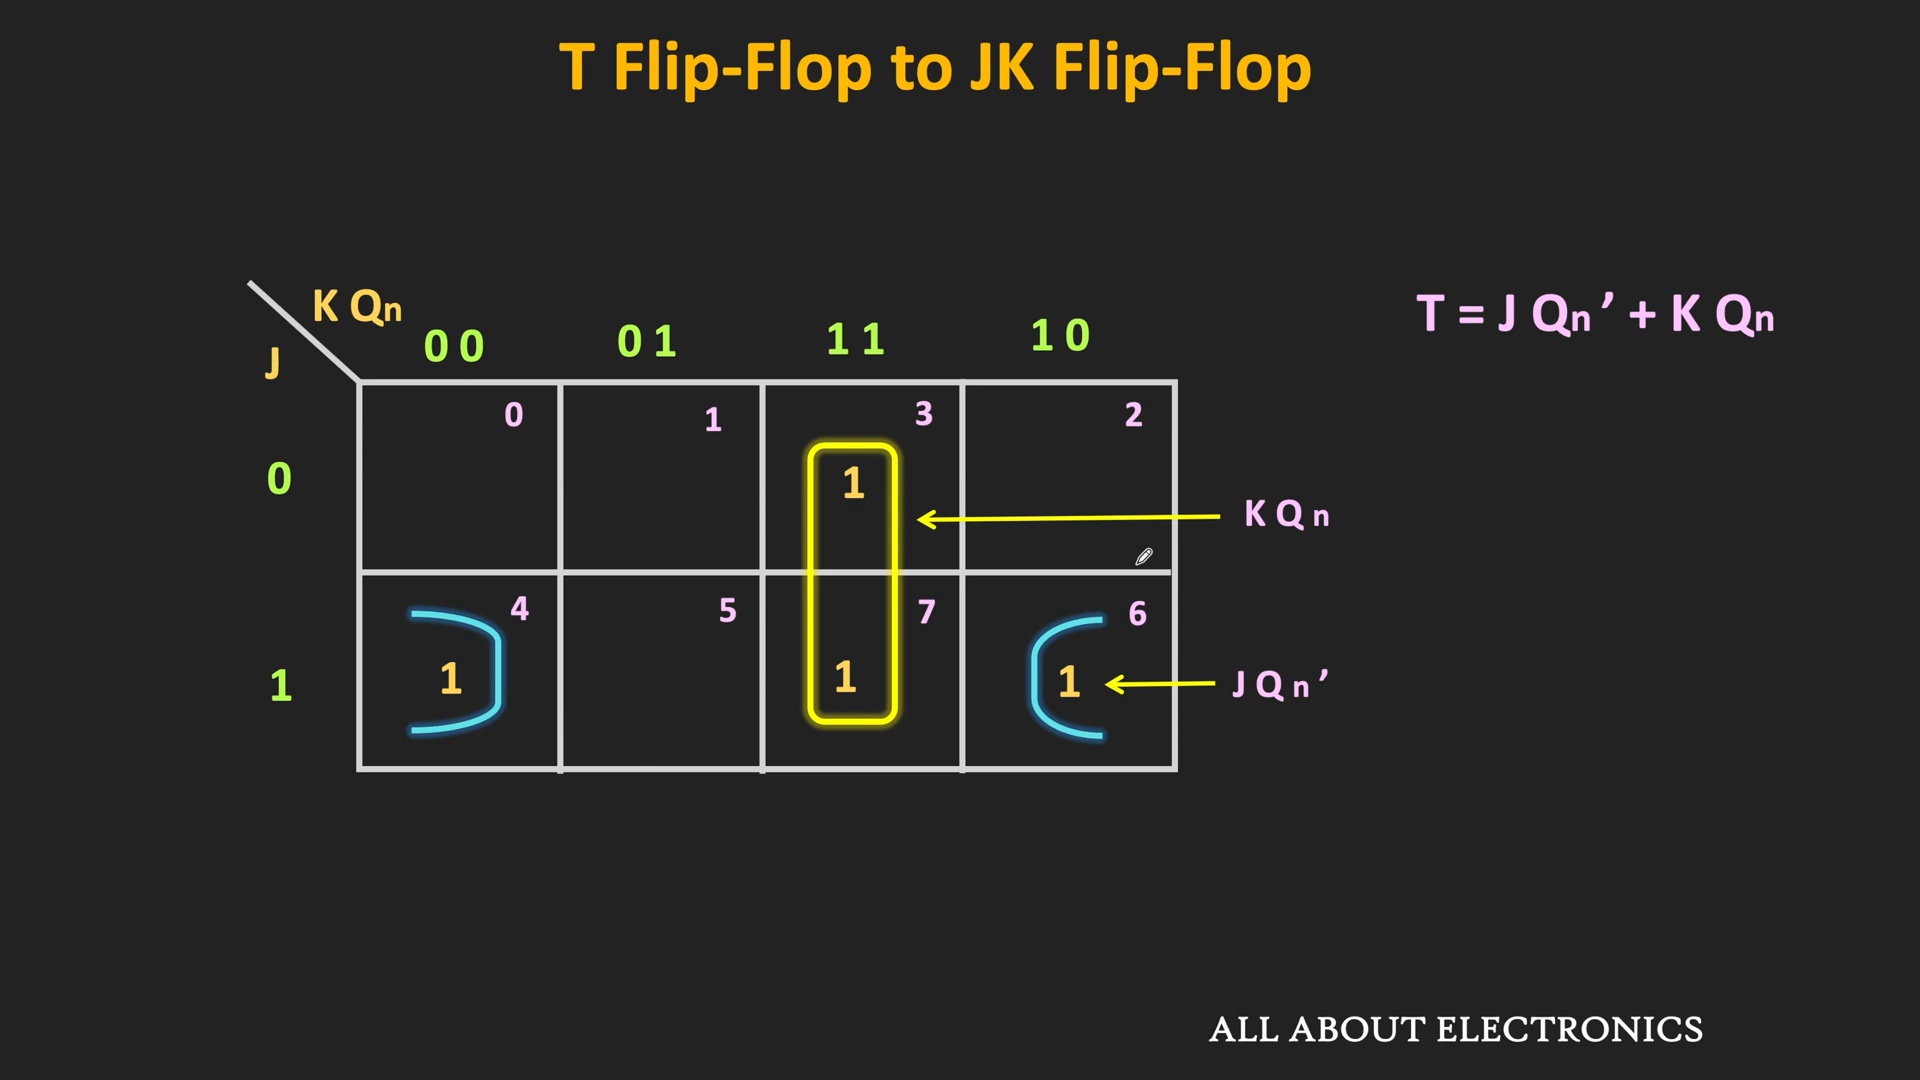 T Flip-Flop to JK Flip-Flop
K Qn
J
0 0
0 1
1 1
1 0
T = J Qn’ + K Qn
0
1
3
2
0
1
K Q n
4
5
7
6
1
1
1
1
J Q n’
ALL ABOUT ELECTRONICS